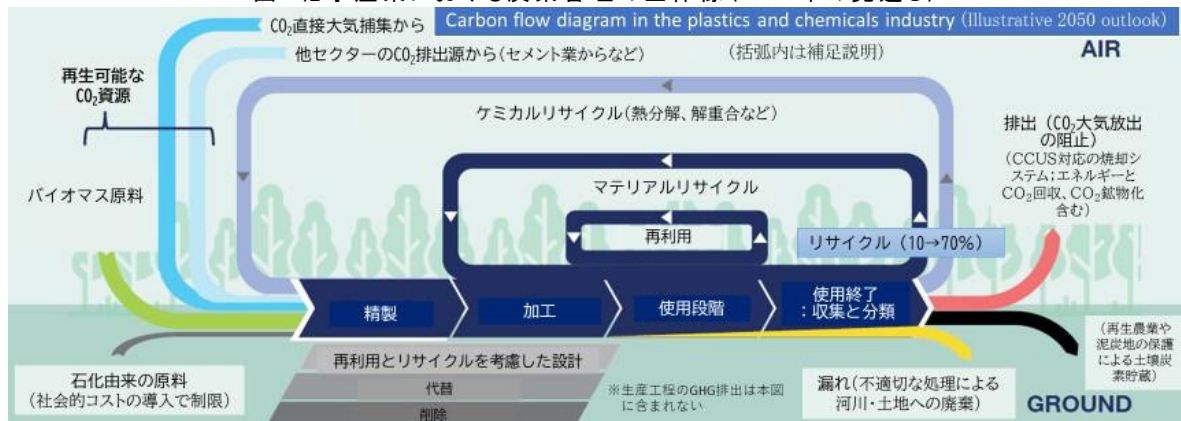 CO₂直接大気捕集から
Carbon flow diagram in the plastics and chemicals industry (Illustrative 2050 outlook)
他セクターのCO₂排出源から(セメント業からなど)
(括弧内は補足説明)
AIR
再生可能な
CO₂資源
ケミカルリサイクル(熱分解、解重合など)
排出（CO₂大気放出
の阻止）
(CCUS対応の焼却シ
ステム;エネルギーと
CO₂回収、CO₂鉱物化
含む)
バイオマス原料
マテリアルリサイクル
再利用
リサイクル（10→70%）
精製
加工
使用段階
使用終了
：収集と分類
石化由来の原料
(社会的コストの導入で制限)
再利用とリサイクルを考慮した設計
代替
削除
※生産工程のGHG排出は本図
に含まれない
漏れ(不適切な処理による
河川・土地への廃棄)
(再生農業や
泥炭地の保護
による土壌炭
素貯蔵)
GROUND